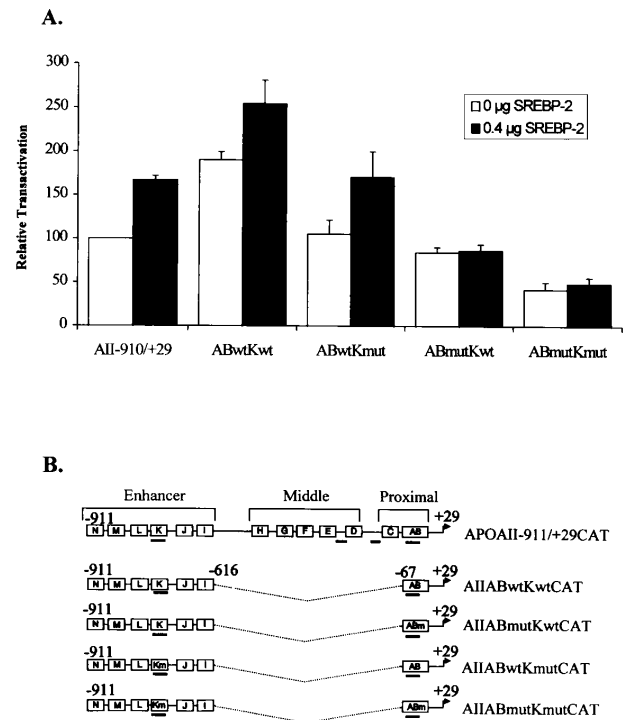 A.
300
250
200
150
100
50
0
Relative Transactivation
0 µg SREBP-2
0.4 µg SREBP-2
AII-910/+29 ABwtKwt ABwtKmut ABmutKwt ABmutKmut
B.
Enhancer Middle Proximal
-911 +29
N M L K J I H G F E D C AB APOAII-911/+29CAT
-911 -616 -67 +29
N M L K J I AB AIIABwtKwtCAT
-911 +29
N M L K J I ABm AIIABmutKwtCAT
-911 +29
N M L Km J I AB AIIABwtKmutCAT
-911 +29
N M L Km J I ABm AIIABmutKmutCAT